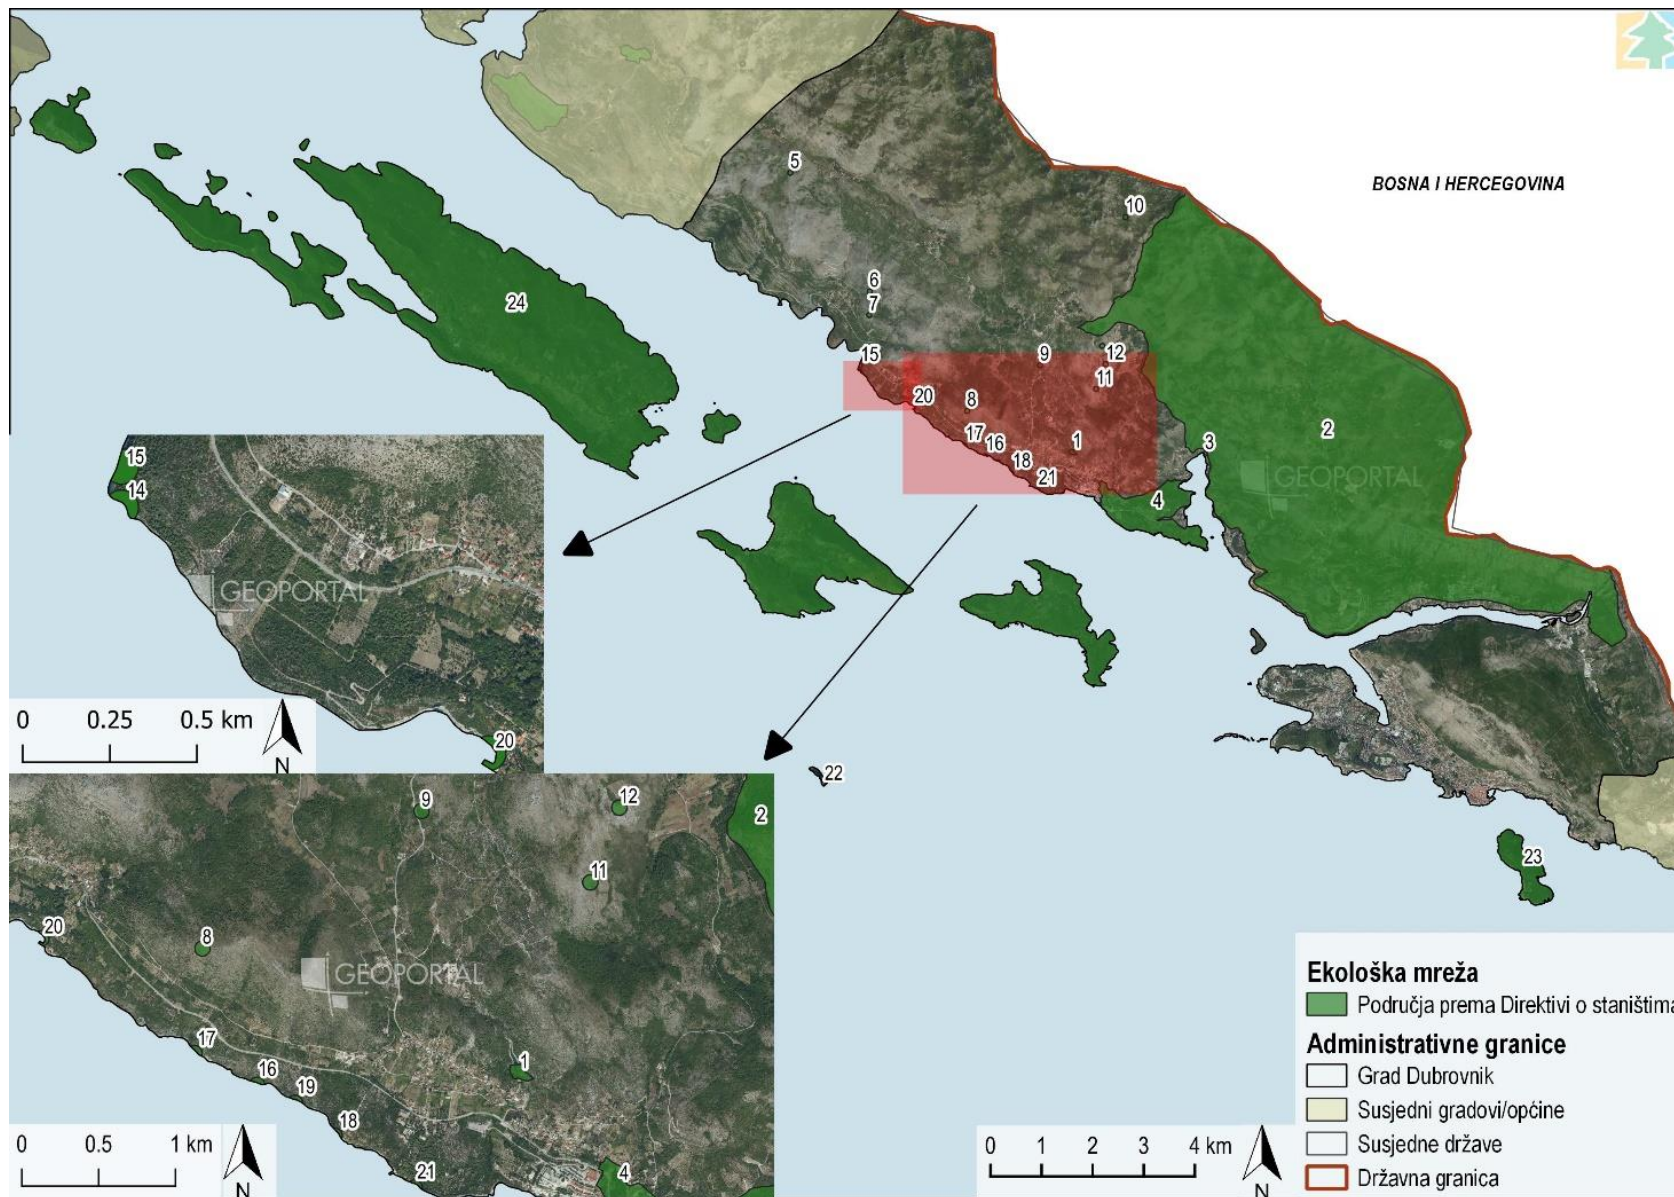 5
BOSNA I HERCEGOVINA
10
6
24
7
15
9
12
11
20
8
2
17
16
1
3
18
21
GEOPORTAL
4
15
14
GEOPORTAL
0 0.25 0.5 km
N
20
22
9
12
2
11
23
20
8
GEOPORTAL
17
16
19
1
18
21
4
0 0.5 1 km
N
0 1 2 3 4 km
N
Ekološka mreža
Područja prema Direktivi o staništima
Administrativne granice
Grad Dubrovnik
Susjedni gradovi/općine
Susjedne države
Državna granica